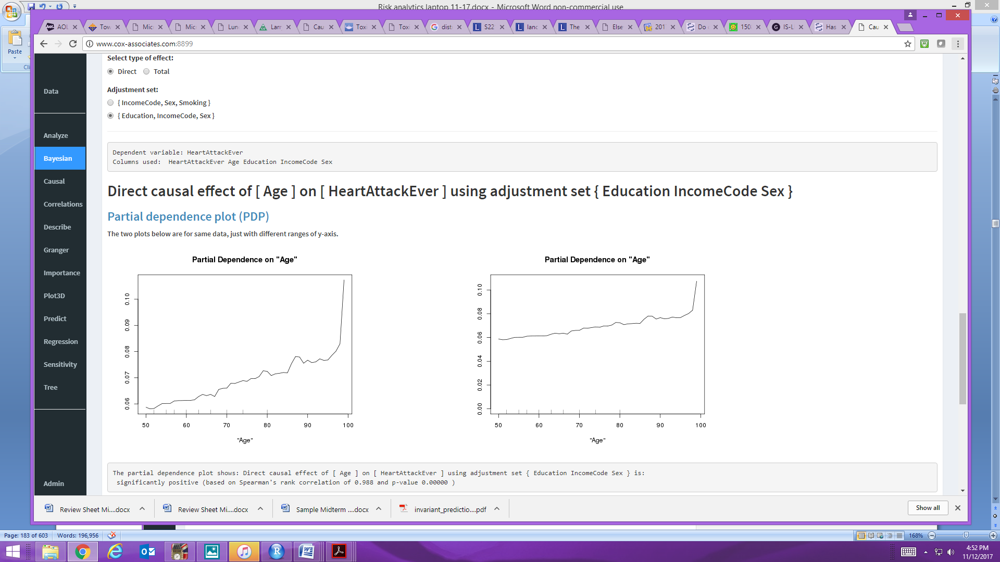 Risk analytics laptop 11-17.docx - Microsoft Word non-commercial use
AOL
Tow
Mic
Mic
Lun
Larr
Cau
Toxi
Toxi
dist
S22
lanc
The
Else
201
Do
150
IS-L
Has
Cau
www.cox-associates.com:8899
Paste
Cli
Data
Analyze
Bayesian
Causal
Correlations
Describe
Granger
Importance
Plot3D
Predict
Regression
Sensitivity
Tree
Admin
Select type of effect:
Direct Total
Adjustment set:
{ IncomeCode, Sex, Smoking }
{ Education, IncomeCode, Sex }
Dependent variable: HeartAttackEver
Columns used: HeartAttackEver Age Education IncomeCode Sex
Direct causal effect of [ Age ] on [ HeartAttackEver ] using adjustment set { Education IncomeCode Sex }
Partial dependence plot (PDP)
The two plots below are for same data, just with different ranges of y-axis.
Partial Dependence on "Age"
0.10
0.09
0.08
0.07
0.06
50 60 70 80 90 100
"Age"
Partial Dependence on "Age"
0.10
0.08
0.06
0.04
0.02
0.00
50 60 70 80 90 100
"Age"
The partial dependence plot shows: Direct causal effect of [ Age ] on [ HeartAttackEver ] using adjustment set { Education IncomeCode Sex } is:
significantly positive (based on Spearman's rank correlation of 0.988 and p-value 0.00000 )
Review Sheet Mi....docx
Review Sheet Mi....docx
Sample Midterm ....docx
invariant_predictio....pdf
Show all
Page: 183 of 603
Words: 196,956
168%
4:52 PM
11/12/2017